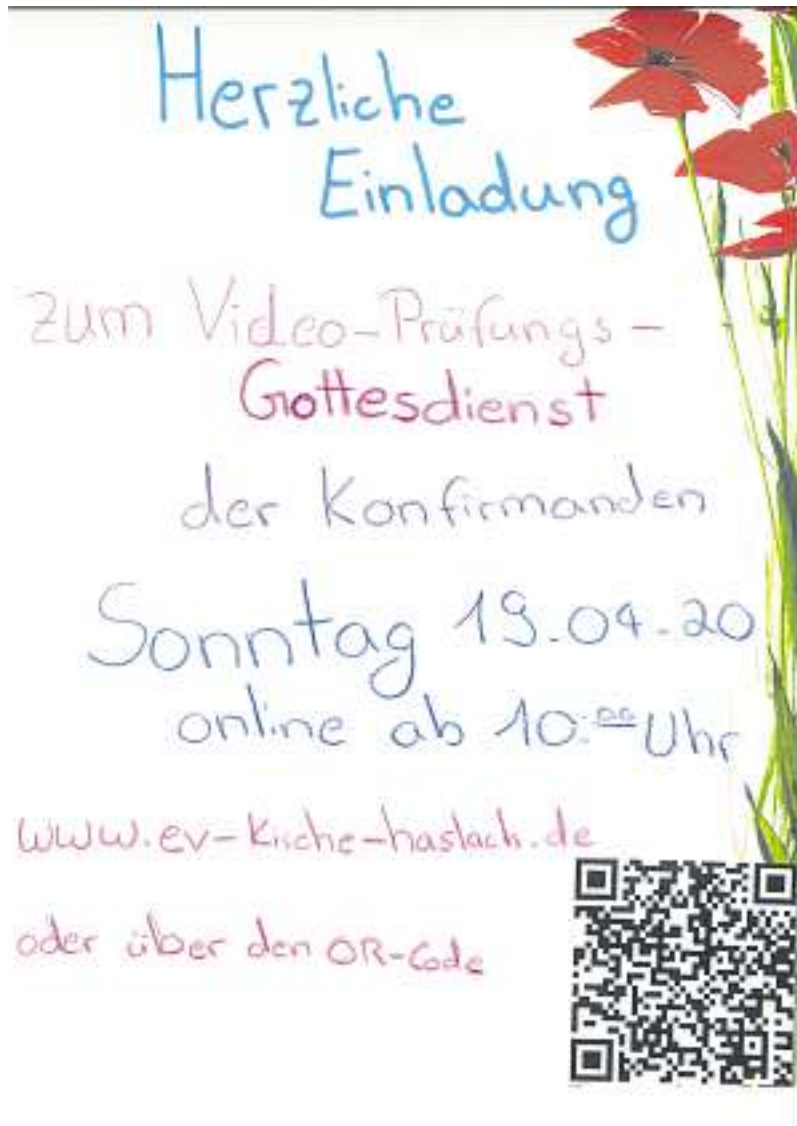 Herzliche
Einladung
zum Video-Prüfungs-
Gottesdienst
der Konfirmanden
Sonntag 19.04.20
online ab 10:00 Uhr
www.ev-kirche-haslach.de
oder über den QR-Code